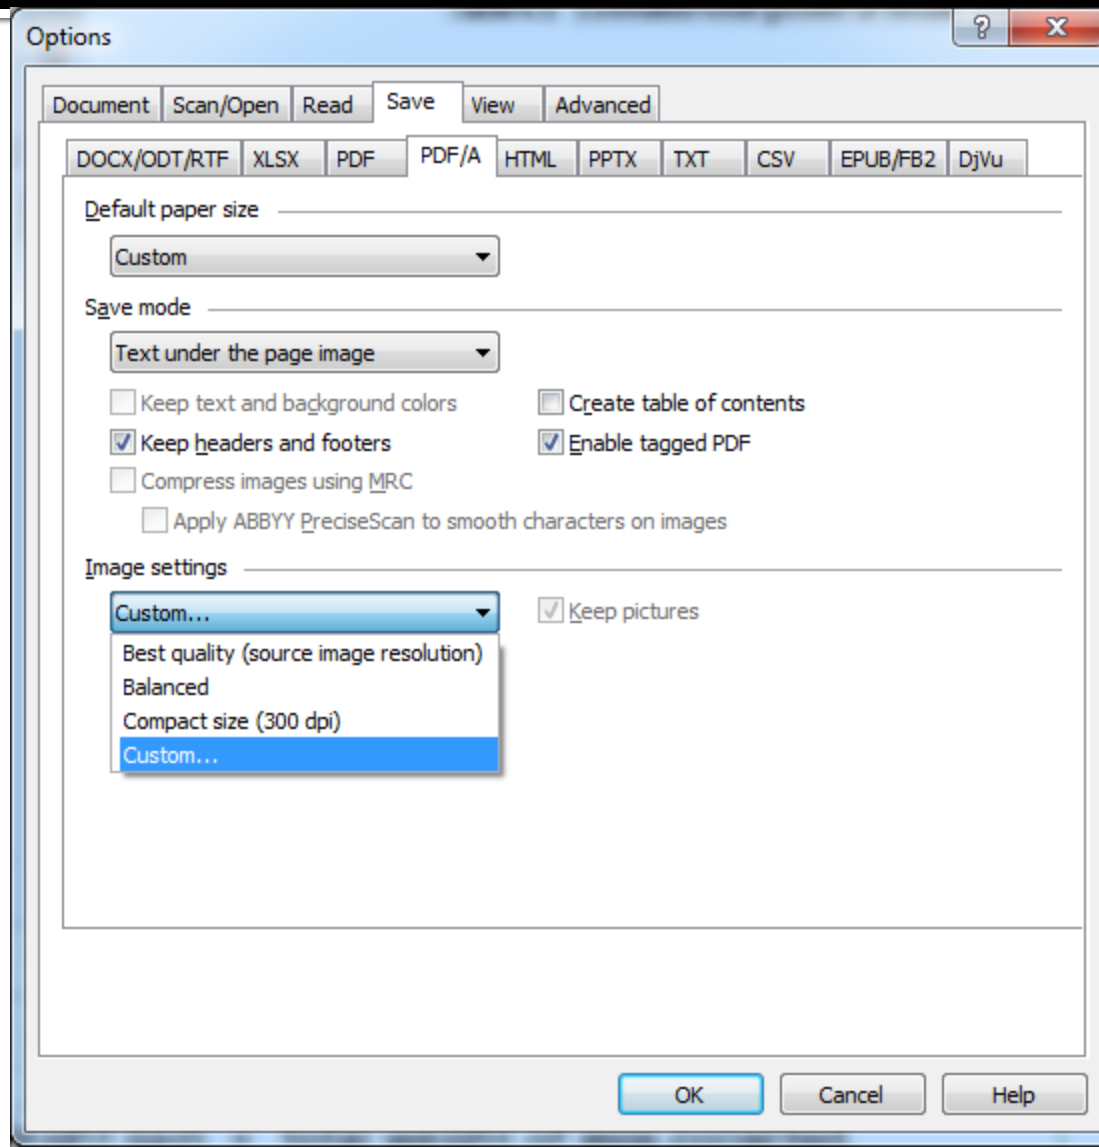 Options
Document Scan/Open Read Save View Advanced
DOCX/ODT/RTF XLSX PDF PDF/A HTML PPTX TXT CSV EPUB/FB2 DjVu
Default paper size
Custom
Save mode
Text under the page image
Keep text and background colors Create table of contents
Keep headers and footers Enable tagged PDF
Compress images using MRC
Apply ABBYY PreciseScan to smooth characters on images
Image settings
Custom... Keep pictures
Best quality (source image resolution)
Balanced
Compact size (300 dpi)
Custom...
OK Cancel Help